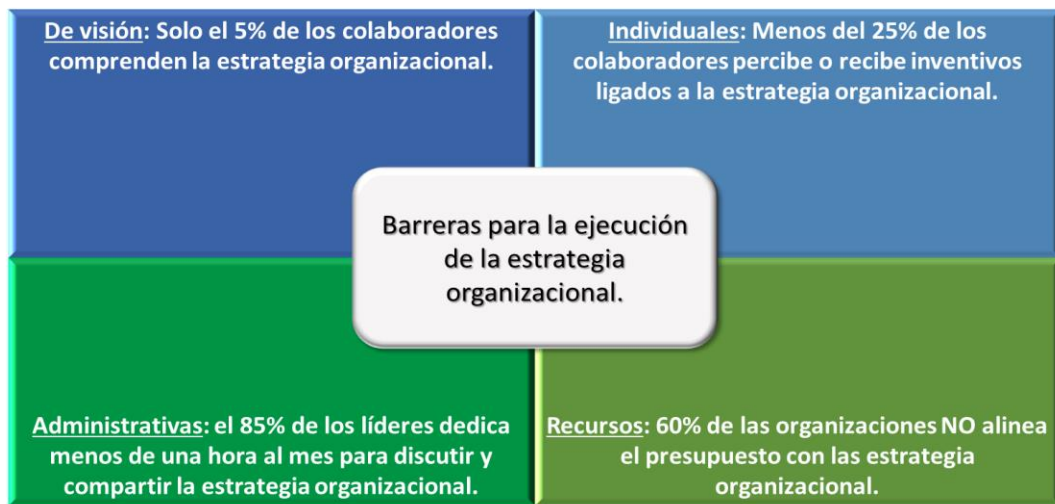 De visión: Solo el 5% de los colaboradores
comprenden la estrategia organizacional.
Individuales: Menos del 25% de los
colaboradores percibe o recibe inventivos
ligados a la estrategia organizacional.
Barreras para la ejecución
de la estrategia
organizacional.
Administrativas: el 85% de los líderes dedica
menos de una hora al mes para discutir y
compartir la estrategia organizacional.
Recursos: 60% de las organizaciones NO alinea
el presupuesto con las estrategia
organizacional.